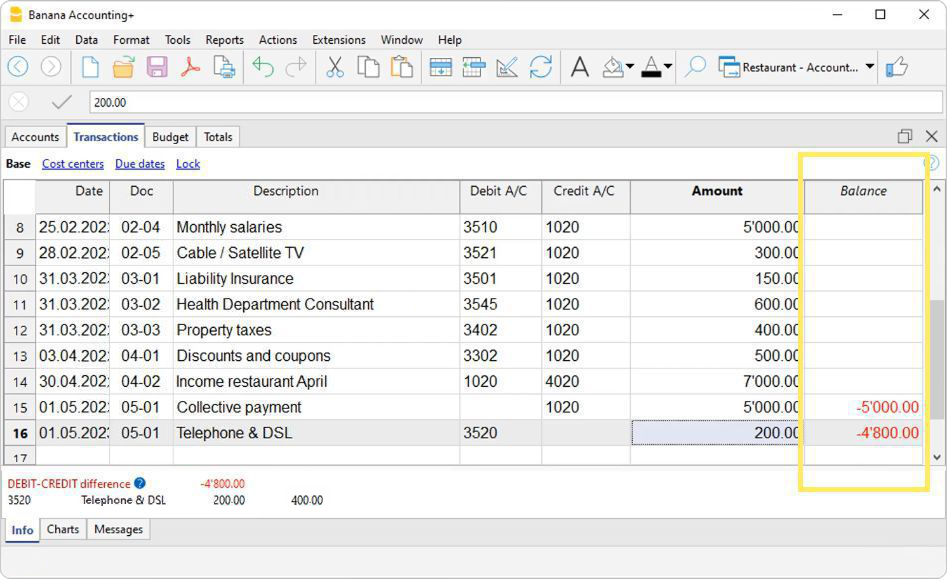 Banana Accounting+
File Edit Data Format Tools Reports Actions Extensions Window Help
A A Restaurant - Account...
200.00
Accounts Transactions Budget Totals
Base Cost centers Due dates Lock ?
Date Doc Description Debit A/C Credit A/C Amount Balance
8 25.02.202 02-04 Monthly salaries 3510 1020 5'000.00
9 28.02.202 02-05 Cable / Satellite TV 3521 1020 300.00
10 31.03.202 03-01 Liability Insurance 3501 1020 150.00
11 31.03.202 03-02 Health Department Consultant 3545 1020 600.00
12 31.03.202 03-03 Property taxes 3402 1020 400.00
13 03.04.202 04-01 Discounts and coupons 3302 1020 500.00
14 30.04.202 04-02 Income restaurant April 1020 4020 7'000.00
15 01.05.202 05-01 Collective payment 1020 5'000.00 -5'000.00
16 01.05.202 05-01 Telephone & DSL 3520 200.00 -4'800.00
17
DEBIT-CREDIT difference ? -4'800.00
3520 Telephone & DSL 200.00 400.00
Info Charts Messages